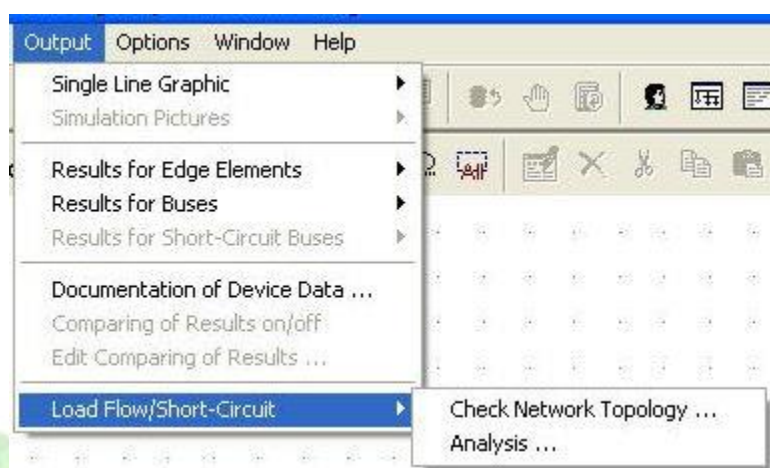 Output Options Window Help
Single Line Graphic
Simulation Pictures
Results for Edge Elements
Results for Buses
Results for Short-Circuit Buses
Documentation of Device Data ...
Comparing of Results on/off
Edit Comparing of Results ...
Load Flow/Short-Circuit
Check Network Topology ...
Analysis ...